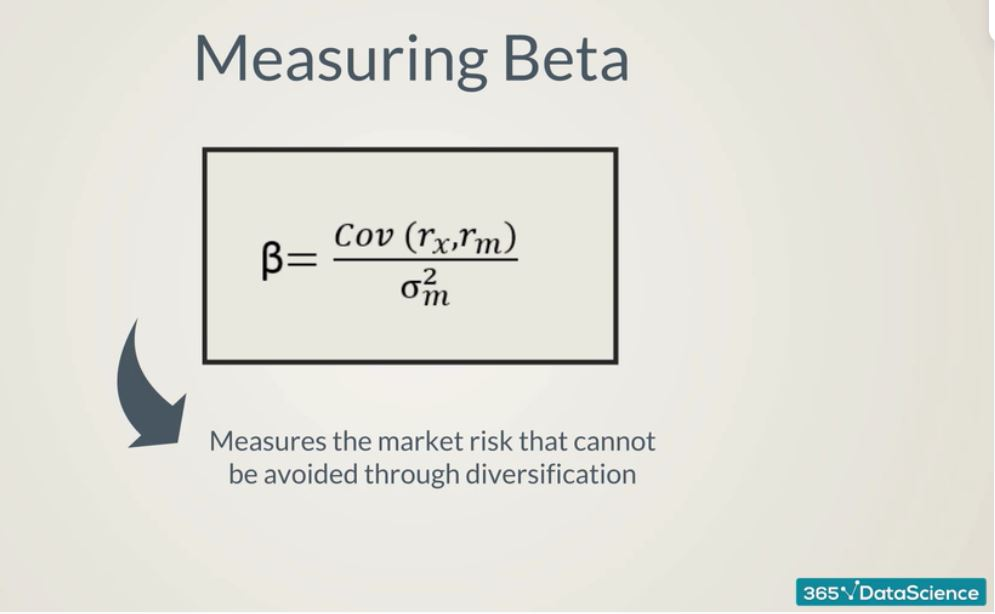 Measuring Beta
β= Cov (rₓ,rₘ) / σ²ₘ
Measures the market risk that cannot
be avoided through diversification
365√DataScience